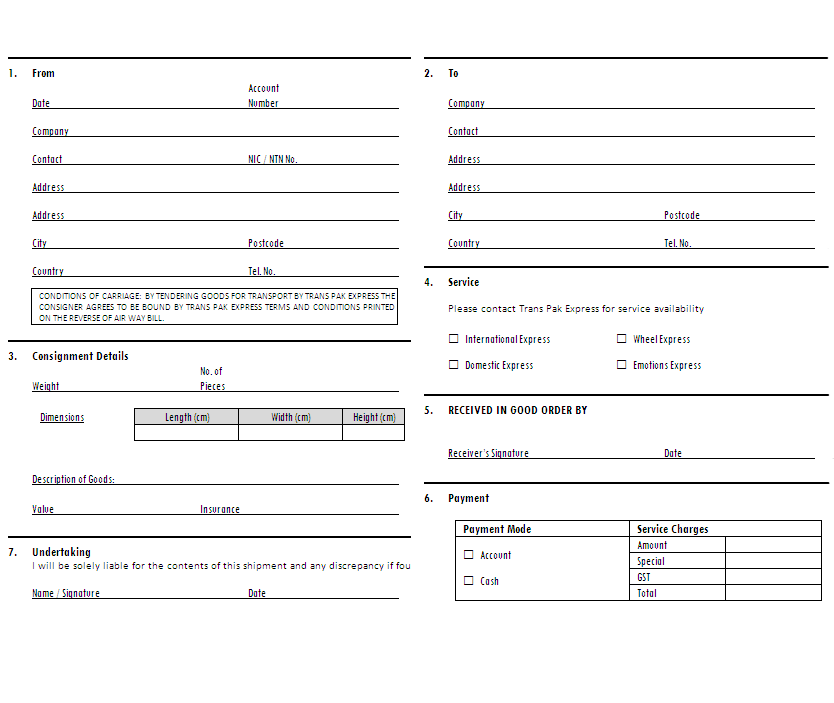 1. From
Account
Date Number
Company
Contact NIC / NTN No.
Address
Address
City Postcode
Country Tel. No.
CONDITIONS OF CARRIAGE: BY TENDERING GOODS FOR TRANSPORT BY TRANS PAK EXPRESS THE
CONSIGNER AGREES TO BE BOUND BY TRANS PAK EXPRESS TERMS AND CONDITIONS PRINTED
ON THE REVERSE OF AIR WAY BILL.
3. Consignment Details
No. of
Weight Pieces
Dimensions Length (cm) Width (cm) Height (cm)
Description of Goods:
Value Insurance
7. Undertaking
I will be solely liable for the contents of this shipment and any discrepancy if fou
Name / Signature Date
2. To
Company
Contact
Address
Address
City Postcode
Country Tel. No.
4. Service
Please contact Trans Pak Express for service availability
☐ International Express ☐ Wheel Express
☐ Domestic Express ☐ Emotions Express
5. RECEIVED IN GOOD ORDER BY
Receiver's Signature Date
6. Payment
Payment Mode Service Charges
☐ Account
☐ Cash
Amount
Special
GST
Total